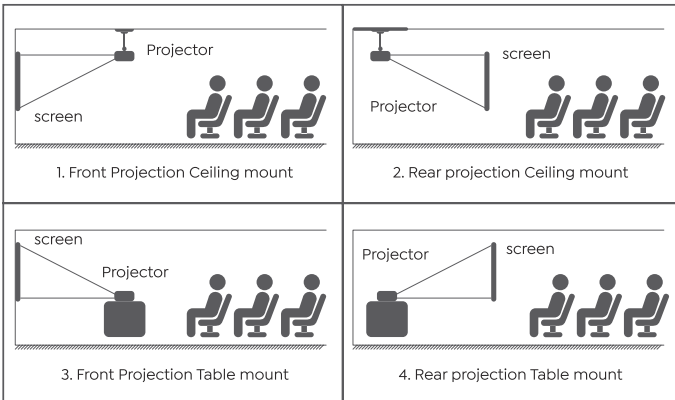 Projector
screen
1. Front Projection Ceiling mount
screen
Projector
2. Rear projection Ceiling mount
screen
Projector
3. Front Projection Table mount
Projector
screen
4. Rear projection Table mount